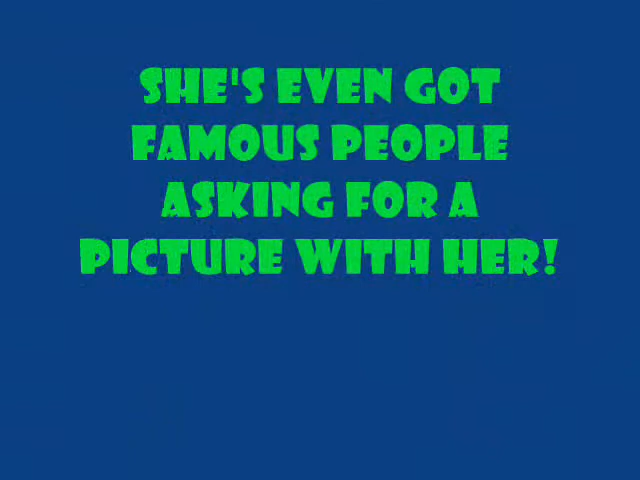 SHE'S EVEN GOT
FAMOUS PEOPLE
ASKING FOR A
PICTURE WITH HER!